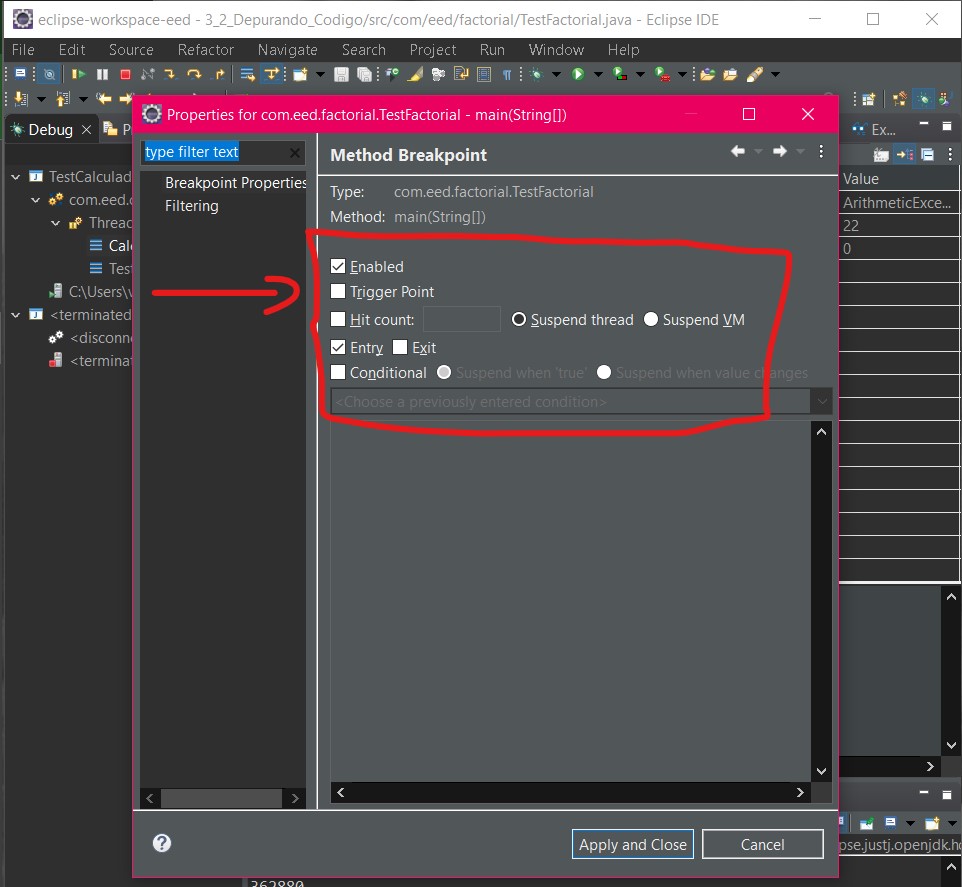 eclipse-workspace-eed - 3_2_Depurando_Codigo/src/com/eed/factorial/TestFactorial.java - Eclipse IDE
File Edit Source Refactor Navigate Search Project Run Window Help
Properties for com.eed.factorial.TestFactorial - main(String[])
Debug
Ex...
type filter text
Method Breakpoint
Breakpoint Properties
Filtering
Type: com.eed.factorial.TestFactorial
Method: main(String[])
TestCalculad
com.eed.c
Threac
Calc
Test
C:\Users\v
<terminated
<disconne
<terminat
Value
ArithmeticExce...
22
0
Enabled
Trigger Point
Hit count: Suspend thread Suspend VM
Entry Exit
Conditional Suspend when 'true' Suspend when value changes
<Choose a previously entered condition>
Apply and Close Cancel
pse.justj.openjdk.ho
362880